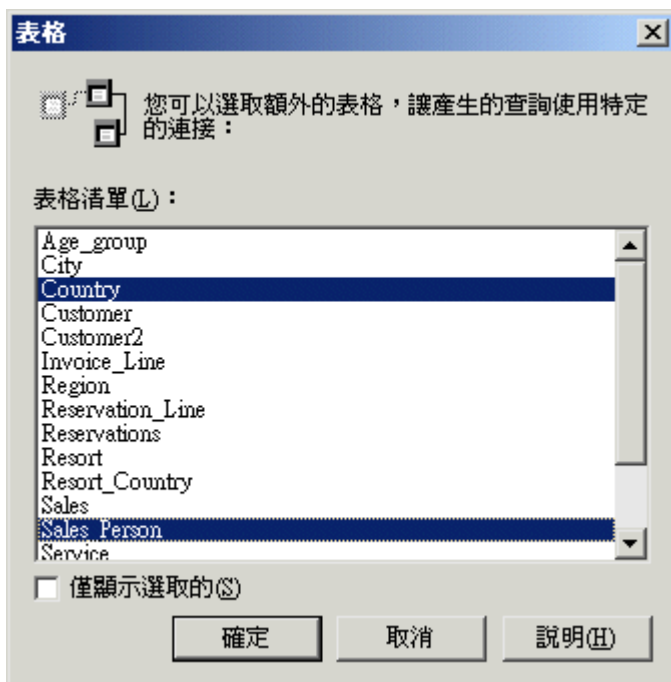 表格
您可以選取額外的表格，讓產生的查詢使用特定
的連接：
表格清單(L)：
Age_group
City
Country
Customer
Customer2
Invoice_Line
Region
Reservation_Line
Reservations
Resort
Resort_Country
Sales
Sales_Person
Service
僅顯示選取的(S)
確定
取消
說明(H)